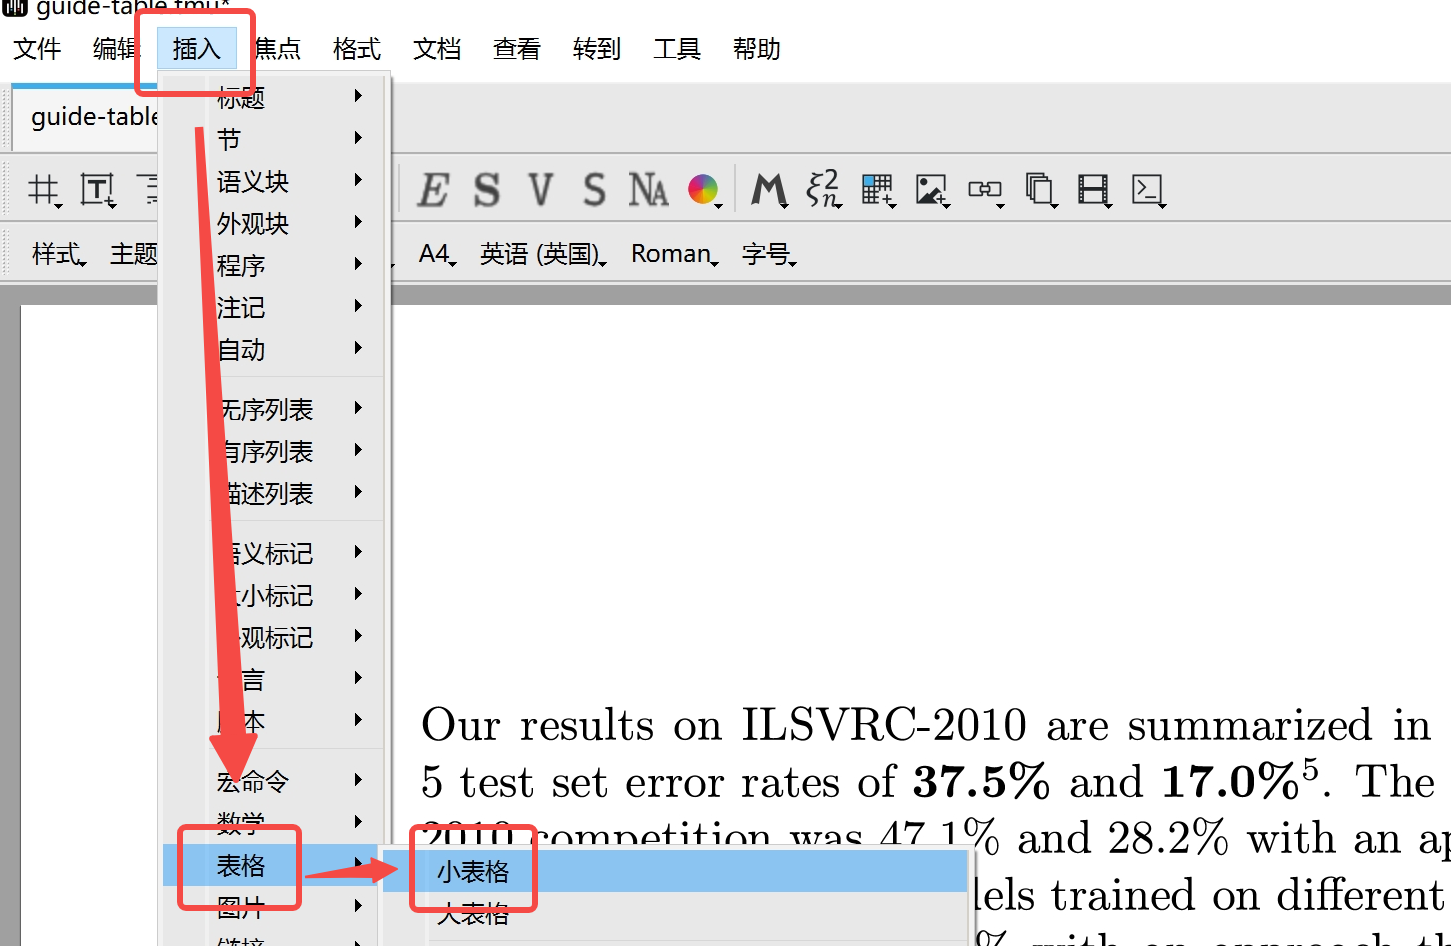 guide-table.tmu*
文件 编辑 插入 焦点 格式 文档 查看 转到 工具 帮助
guide-table
样式 主题 A4 英语 (英国) Roman 字号
标题
节
语义块
外观块
程序
注记
自动
无序列表
有序列表
描述列表
语义标记
大小标记
外观标记
语言
脚本
宏命令
数学
表格
图片
链接
小表格
大表格
Our results on ILSVRC-2010 are summarized in
5 test set error rates of 37.5% and 17.0%5. The
2010 competition was 47.1% and 28.2% with an ap
els trained on different
% with an approach th